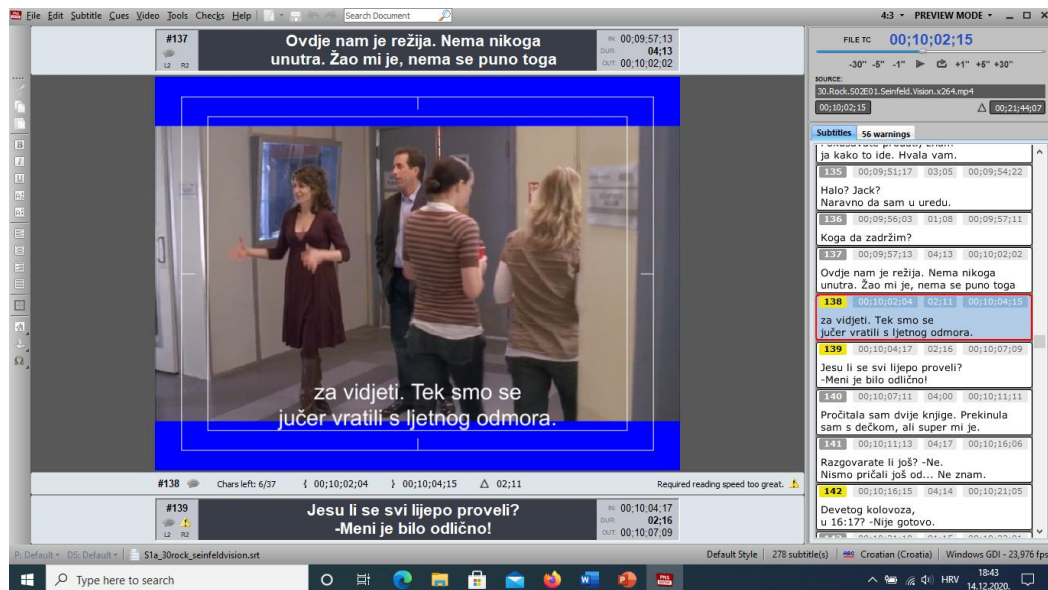 File Edit Subtitle Cues Video Tools Checks Help Search Document 4:3 PREVIEW MODE
#137
L2 R2
Ovdje nam je režija. Nema nikoga
unutra. Žao mi je, nema se puno toga
IN: 00;09;57;13
DUR: 04;13
OUT: 00;10;02;02
FILE TC 00;10;02;15
-30" -5" -1" +1" +5" +30"
SOURCE:
30.Rock.S02E01.Seinfeld.Vision.x264.mp4
00;10;02;15 Δ 00;21;44;07
za vidjeti. Tek smo se
jučer vratili s ljetnog odmora.
#138 Chars left: 6/37 { 00;10;02;04 } 00;10;04;15 Δ 02;11 Required reading speed too great.
#139
L2 R2
Jesu li se svi lijepo proveli?
-Meni je bilo odlično!
IN: 00;10;04;17
DUR: 02;16
OUT: 00;10;07;09
Subtitles 56 warnings
ja kako to ide. Hvala vam.
135 00;09;51;17 03;05 00;09;54;22
Halo? Jack?
Naravno da sam u uredu.
136 00;09;56;03 01;08 00;09;57;11
Koga da zadržim?
137 00;09;57;13 04;13 00;10;02;02
Ovdje nam je režija. Nema nikoga
unutra. Žao mi je, nema se puno toga
138 00;10;02;04 02;11 00;10;04;15
za vidjeti. Tek smo se
jučer vratili s ljetnog odmora.
139 00;10;04;17 02;16 00;10;07;09
Jesu li se svi lijepo proveli?
-Meni je bilo odlično!
140 00;10;07;11 04;00 00;10;11;11
Pročitala sam dvije knjige. Prekinula
sam s dečkom, ali super mi je.
141 00;10;11;13 04;17 00;10;16;06
Razgovarate li još? -Ne.
Nismo pričali još od... Ne znam.
142 00;10;16;15 04;14 00;10;21;05
Devetog kolovoza,
u 16:17? -Nije gotovo.
P: Default DS: Default S1a_30rock_seinfeldvision.srt Default Style 278 subtitle(s) Croatian (Croatia) Windows GDI - 23,976 fps
Type here to search HRV 18:43
14.12.2020.